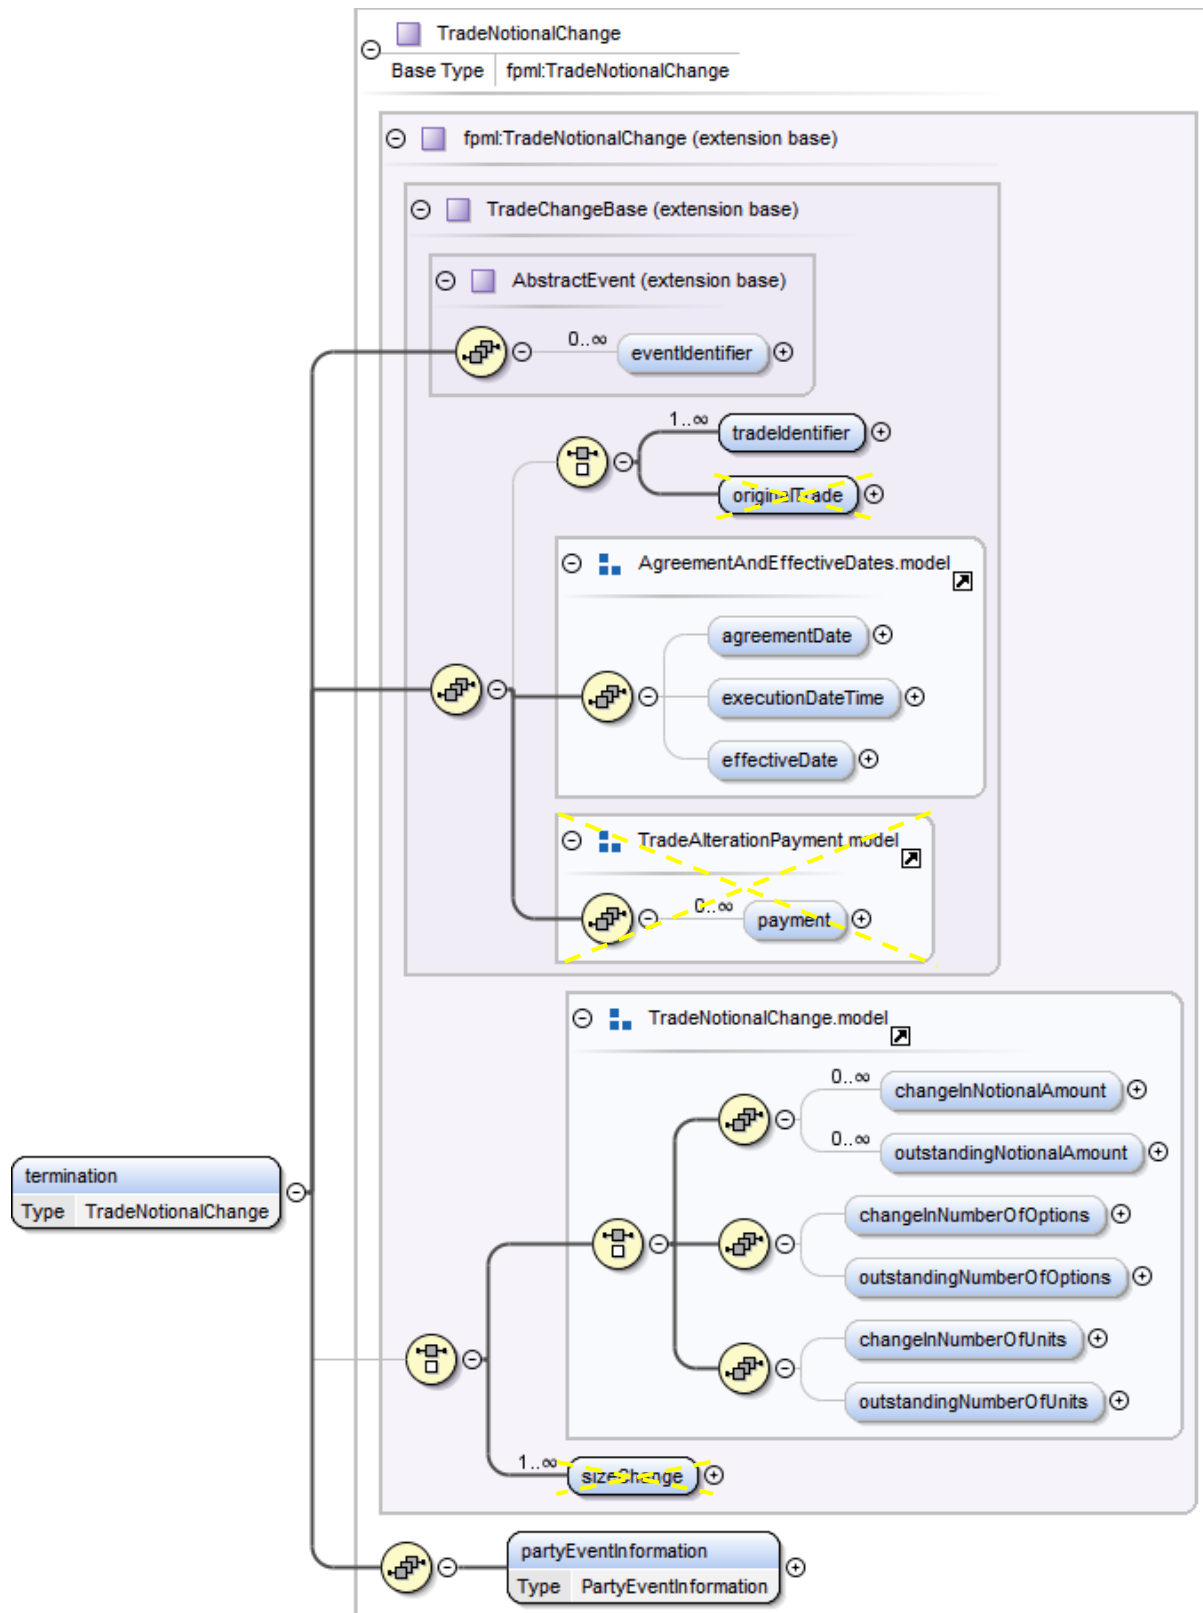 TradeNotionalChange
Base Type fpml:TradeNotionalChange
fpml:TradeNotionalChange (extension base)
TradeChangeBase (extension base)
AbstractEvent (extension base)
0..∞
eventIdentifier
1..∞
tradeIdentifier
originalTrade
AgreementAndEffectiveDates.model
agreementDate
executionDateTime
effectiveDate
TradeAlterationPayment.model
0..∞
payment
TradeNotionalChange.model
0..∞
changeInNotionalAmount
0..∞
outstandingNotionalAmount
termination
Type TradeNotionalChange
changeInNumberOfOptions
outstandingNumberOfOptions
changeInNumberOfUnits
outstandingNumberOfUnits
1..∞
sizeChange
partyEventInformation
Type PartyEventInformation